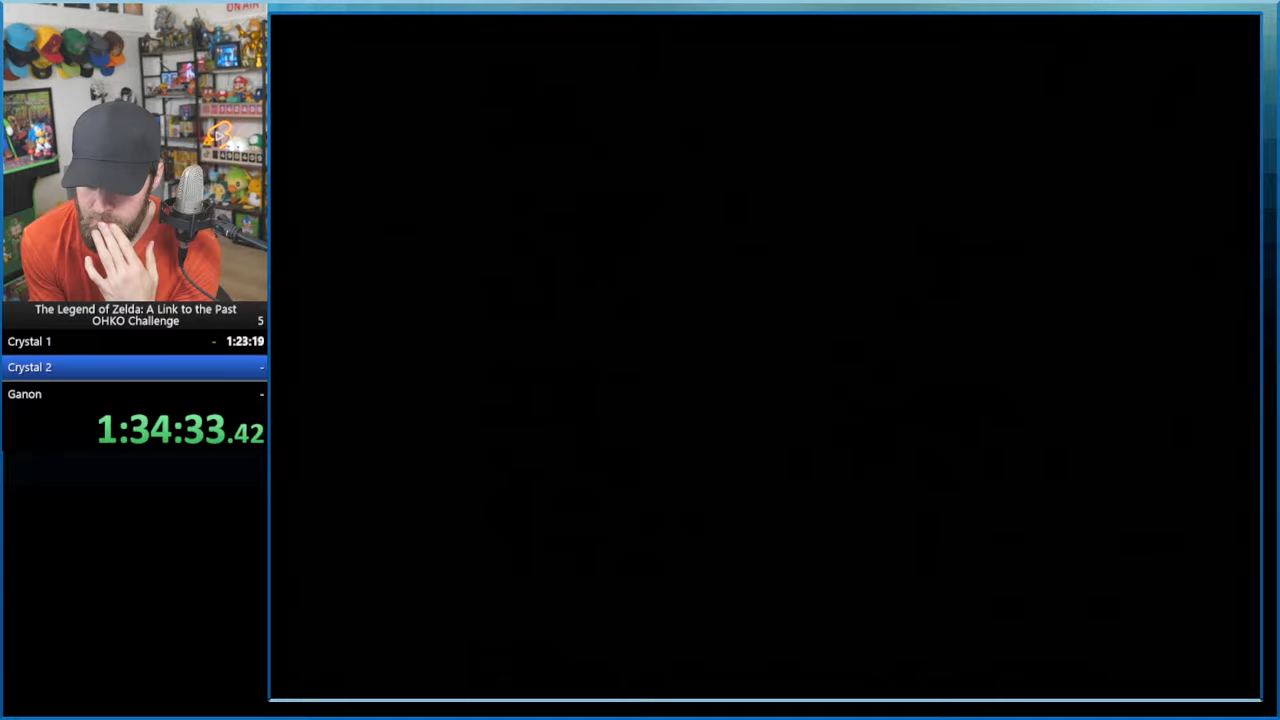 ON AIR
The Legend of Zelda: A Link to the Past
OHKO Challenge 5
Crystal 1 - 1:23:19
Crystal 2 -
Ganon -
1:34:33.42